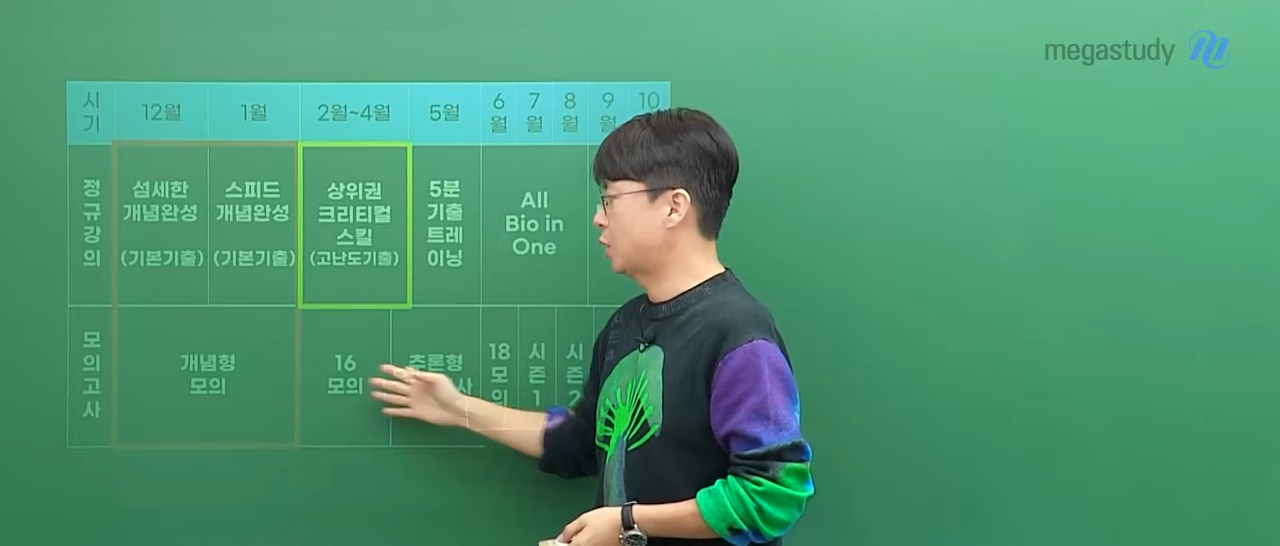 megastudy
시기
12월
1월
2월~4월
5월
6월
7월
8월
9월
10
정규강의
섬세한
개념완성
(기본기출)
스피드
개념완성
(기본기출)
상위권
크리티컬
스킬
(고난도기출)
5분
기출
트레
이닝
All
Bio in
One
모의고사
개념형
모의
16
모의
추론형
사
18
모
의
시
즌
1
시
즌
2